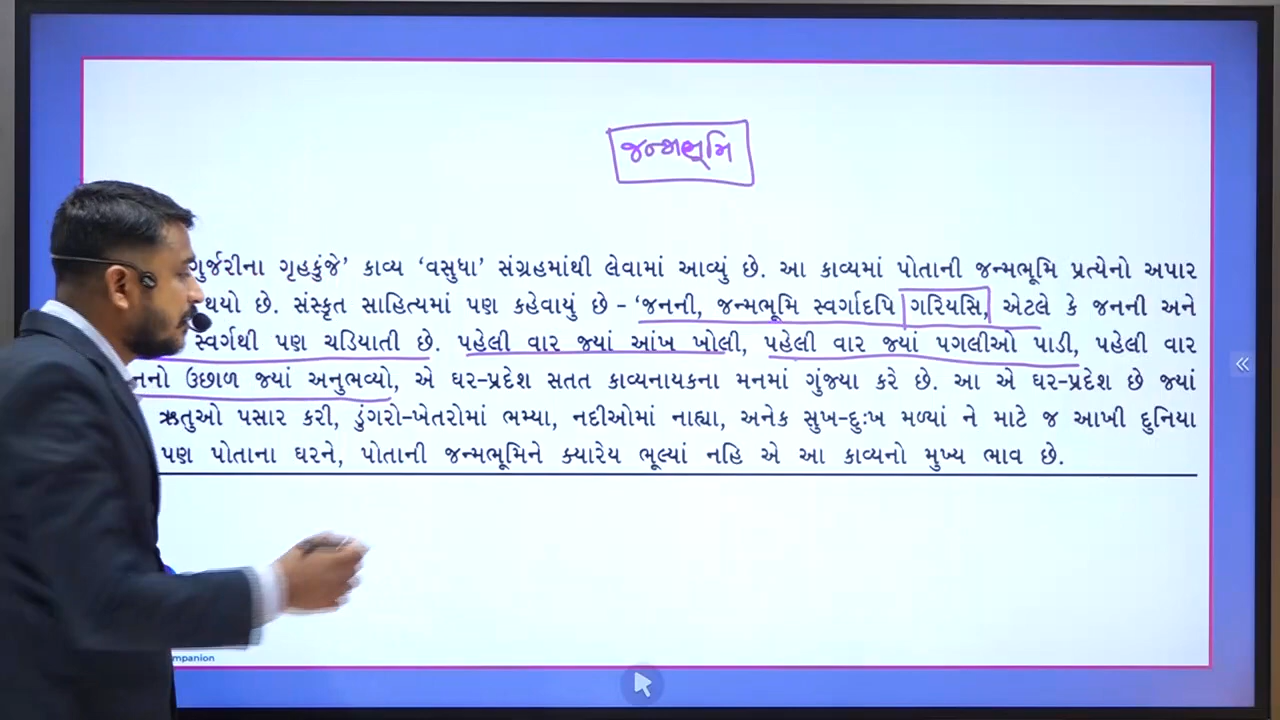 જન્મભૂમિ
ગુર્જરીના ગૃહકુંજે' કાવ્ય 'વસુધા' સંગ્રહમાંથી લેવામાં આવ્યું છે. આ કાવ્યમાં પોતાની જન્મભૂમિ પ્રત્યેનો અપાર
થયો છે. સંસ્કૃત સાહિત્યમાં પણ કહેવાયું છે – 'જનની, જન્મભૂમિ સ્વર્ગાદપિ ગરિયસિ, એટલે કે જનની અને
સ્વર્ગથી પણ ચડિયાતી છે. પહેલી વાર જ્યાં આંખ ખોલી, પહેલી વાર જ્યાં પગલીઓ પાડી, પહેલી વાર
નનો ઉછાળ જ્યાં અનુભવ્યો, એ ઘર-પ્રદેશ સતત કાવ્યનાયકના મનમાં ગુંજ્યા કરે છે. આ એ ઘર-પ્રદેશ છે જ્યાં
ઋતુઓ પસાર કરી, ડુંગરો-ખેતરોમાં ભમ્યા, નદીઓમાં નાહ્યા, અનેક સુખ-દુઃખ મળ્યાં ને માટે જ આખી દુનિયા
પણ પોતાના ઘરને, પોતાની જન્મભૂમિને ક્યારેય ભૂલ્યાં નહિ એ આ કાવ્યનો મુખ્ય ભાવ છે.
mpanion